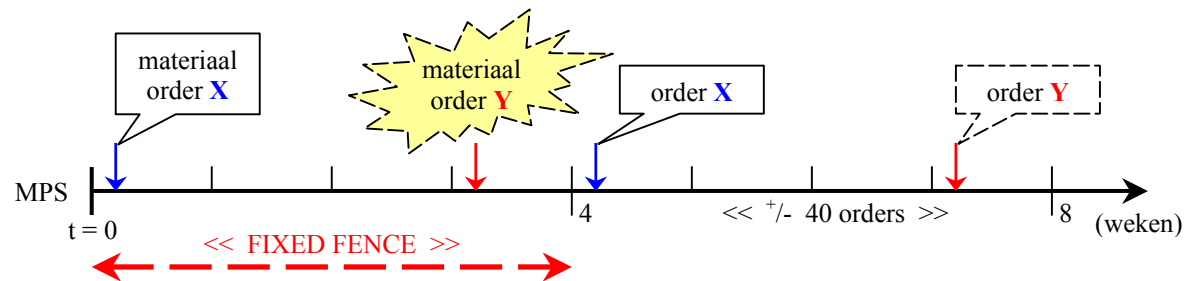 materiaal
order X
materiaal
order Y
order X
order Y
MPS
t = 0
4
<< +/- 40 orders >>
8
(weken)
<< FIXED FENCE >>